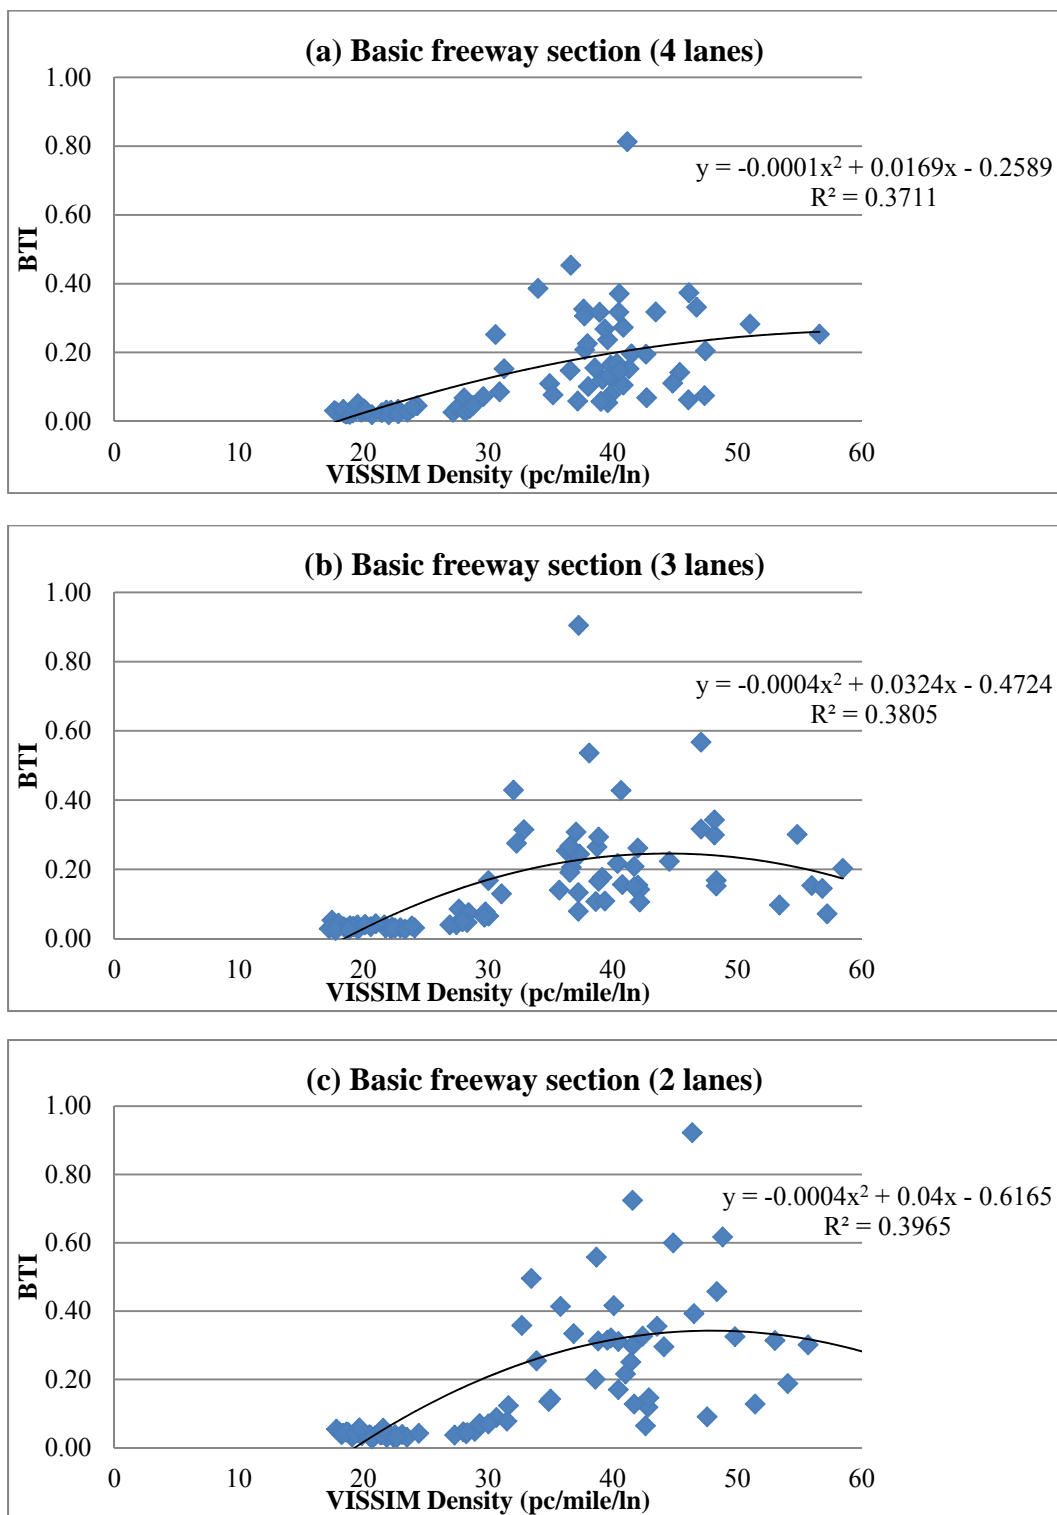 (a) Basic freeway section (4 lanes)
1.00
0.80
y = -0.0001x² + 0.0169x - 0.2589
R² = 0.3711
0.60
BTI
0.40
0.20
0.00
0 10 20 30 40 50 60
VISSIM Density (pc/mile/ln)
(b) Basic freeway section (3 lanes)
1.00
0.80
y = -0.0004x² + 0.0324x - 0.4724
R² = 0.3805
0.60
BTI
0.40
0.20
0.00
0 10 20 30 40 50 60
VISSIM Density (pc/mile/ln)
(c) Basic freeway section (2 lanes)
1.00
0.80
y = -0.0004x² + 0.04x - 0.6165
R² = 0.3965
0.60
BTI
0.40
0.20
0.00
0 10 20 30 40 50 60
VISSIM Density (pc/mile/ln)